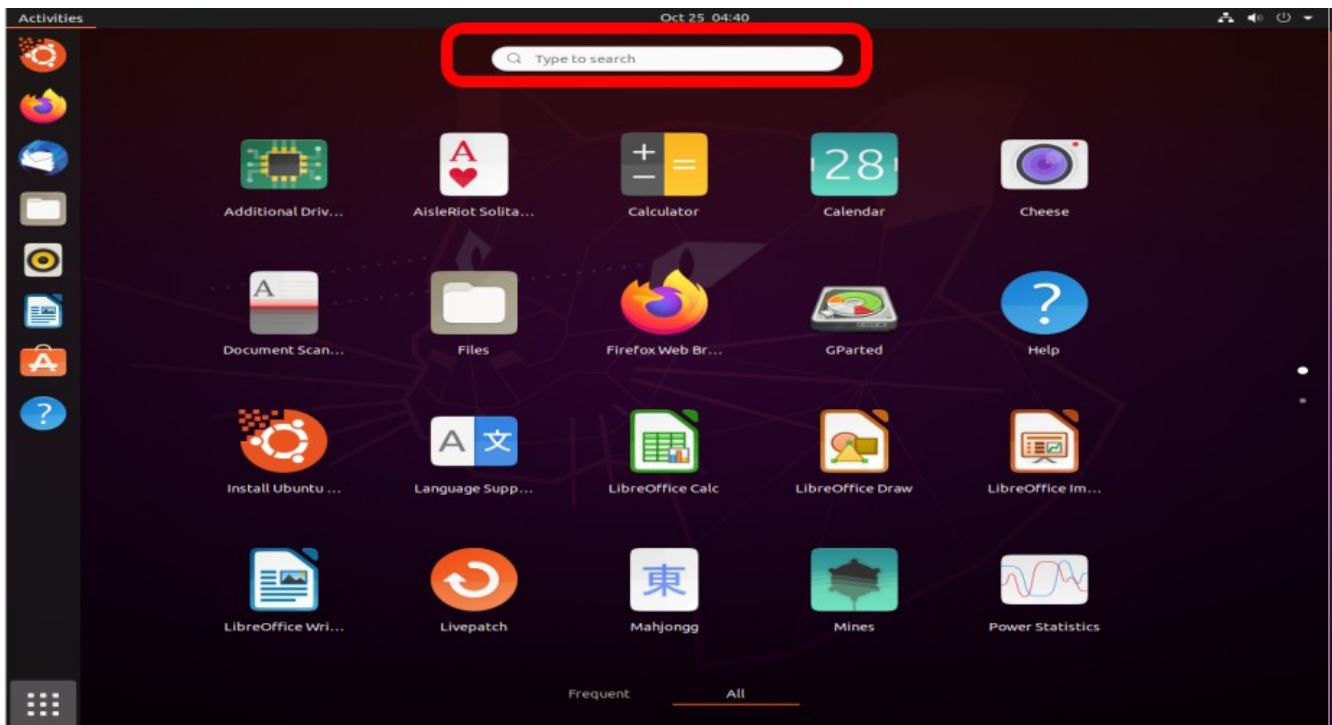 Activities
Oct 25 04:40
Type to search
A
28
Additional Driv...
AisleRiot Solita...
Calculator
Calendar
Cheese
A
?
Document Scan...
Files
Firefox Web Br...
GParted
Help
A
?
A 文
Install Ubuntu ...
Language Supp...
LibreOffice Calc
LibreOffice Draw
LibreOffice Im...
東
LibreOffice Wri...
Livepatch
Mahjongg
Mines
Power Statistics
Frequent
All